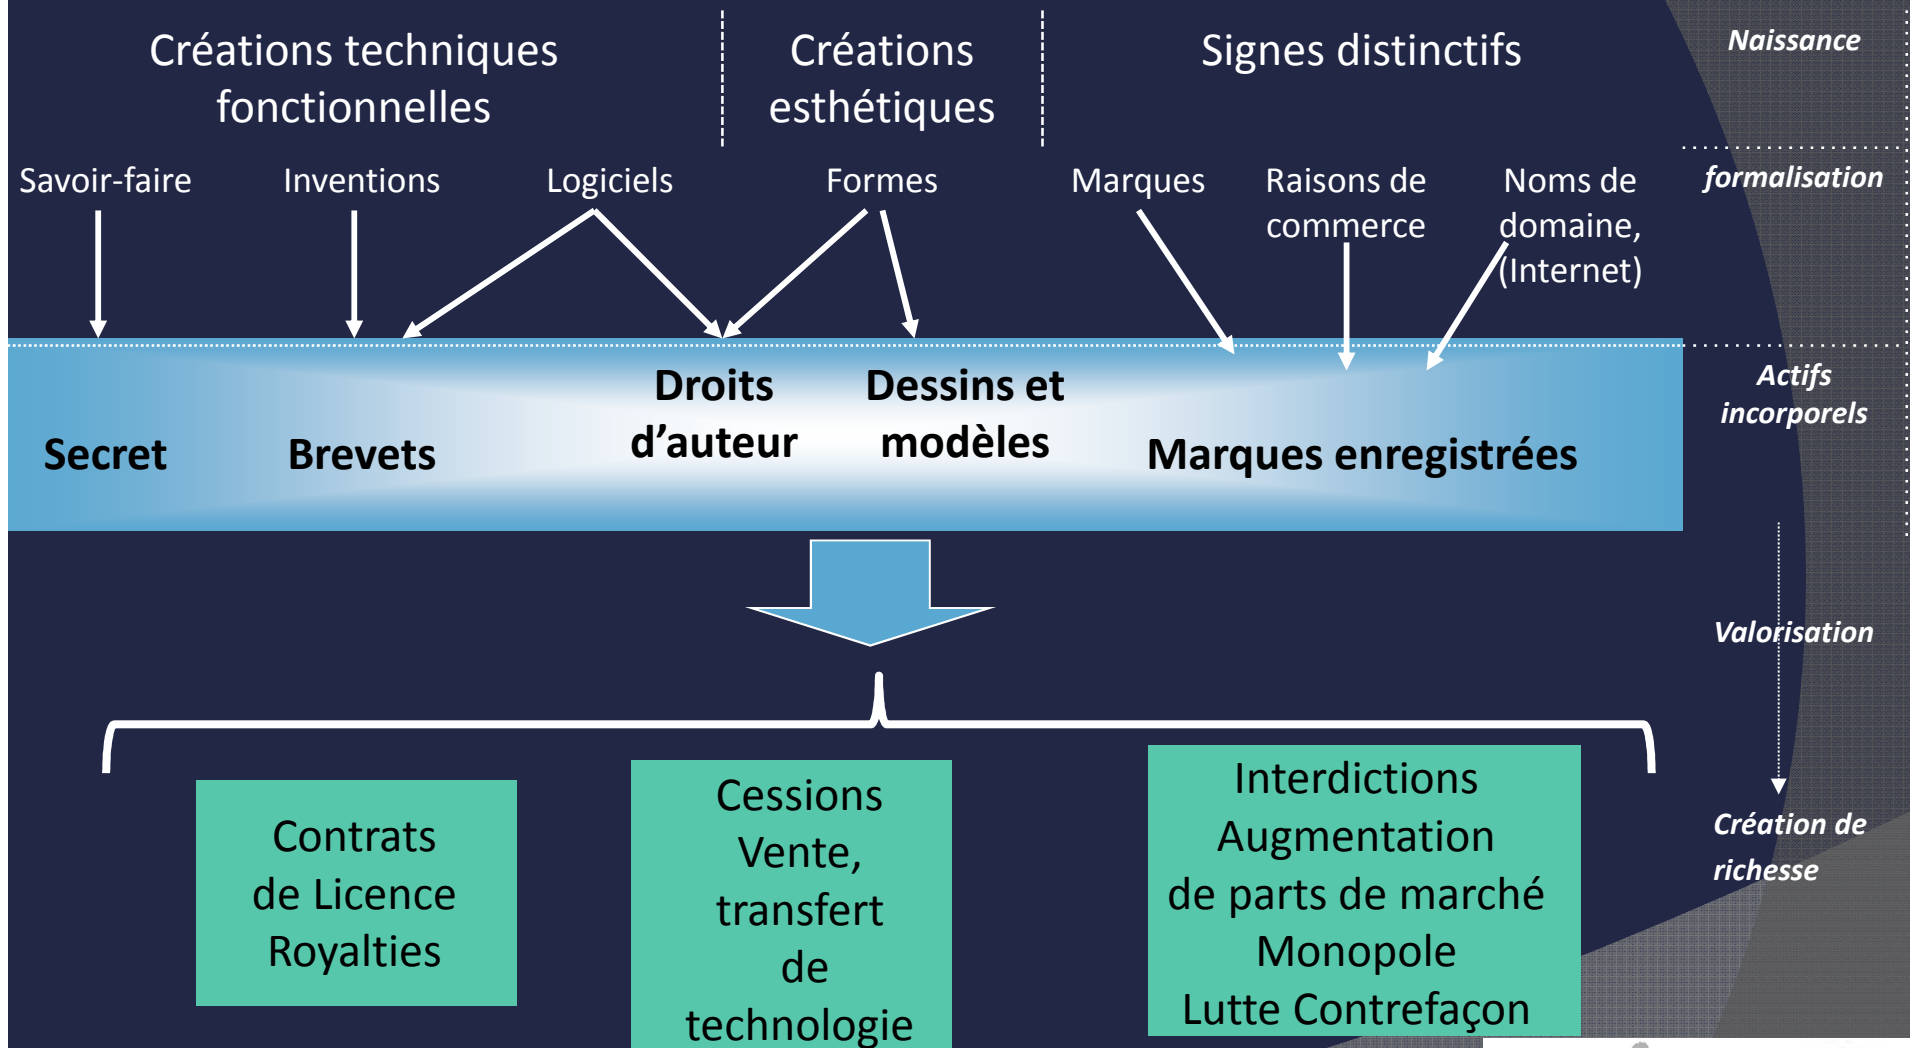 Créations techniques
fonctionnelles
Créations
esthétiques
Signes distinctifs
Naissance
Savoir-faire
Inventions
Logiciels
Formes
Marques
Raisons de
commerce
Noms de
domaine,
(Internet)
formalisation
Secret
Brevets
Droits
d’auteur
Dessins et
modèles
Marques enregistrées
Actifs
incorporels
Valorisation
Contrats
de Licence
Royalties
Cessions
Vente,
transfert
de
technologie
Interdictions
Augmentation
de parts de marché
Monopole
Lutte Contrefaçon
Création de
richesse